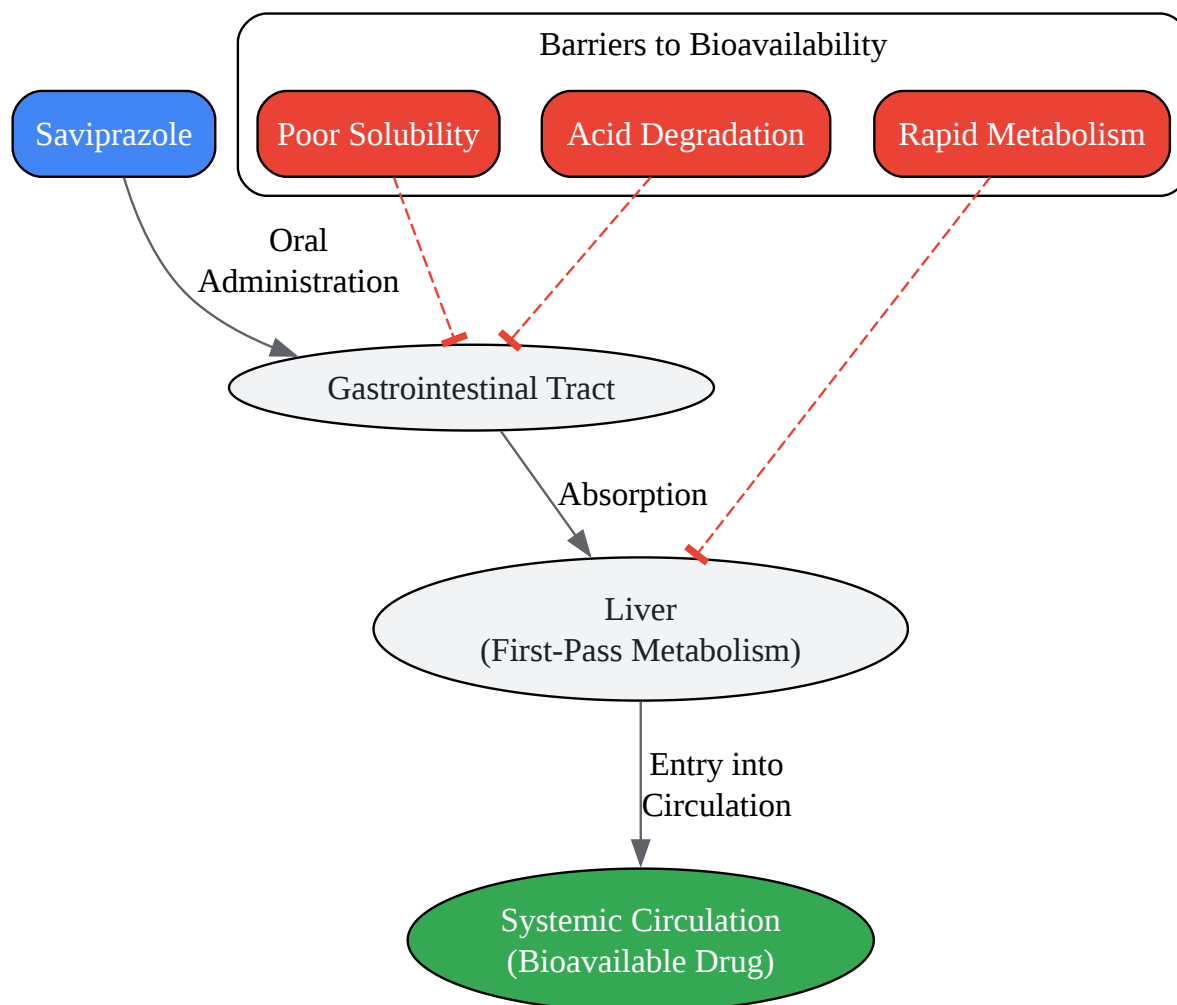 Barriers to Bioavailability
Saviprazole
Poor Solubility
Acid Degradation
Rapid Metabolism
Oral
Administration
Gastrointestinal Tract
Absorption
Liver
(First-Pass Metabolism)
Entry into
Circulation
Systemic Circulation
(Bioavailable Drug)